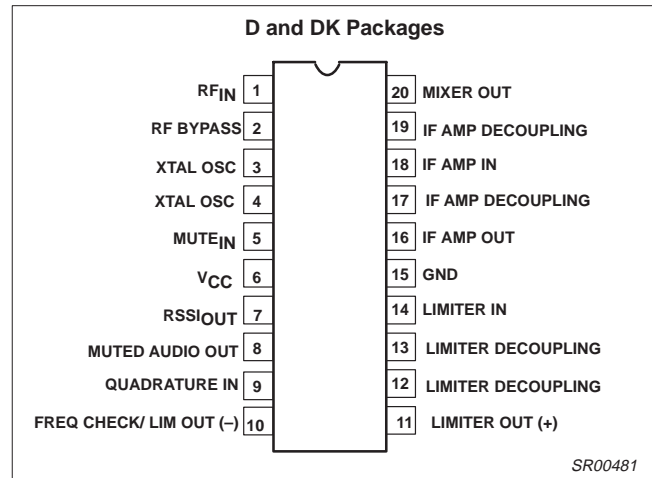 D and DK Packages
RFIN 1
RF BYPASS 2
XTAL OSC 3
XTAL OSC 4
MUTEIN 5
VCC 6
RSSIOUT 7
MUTED AUDIO OUT 8
QUADRATURE IN 9
FREQ CHECK/ LIM OUT (–) 10
20 MIXER OUT
19 IF AMP DECOUPLING
18 IF AMP IN
17 IF AMP DECOUPLING
16 IF AMP OUT
15 GND
14 LIMITER IN
13 LIMITER DECOUPLING
12 LIMITER DECOUPLING
11 LIMITER OUT (+)
SR00481